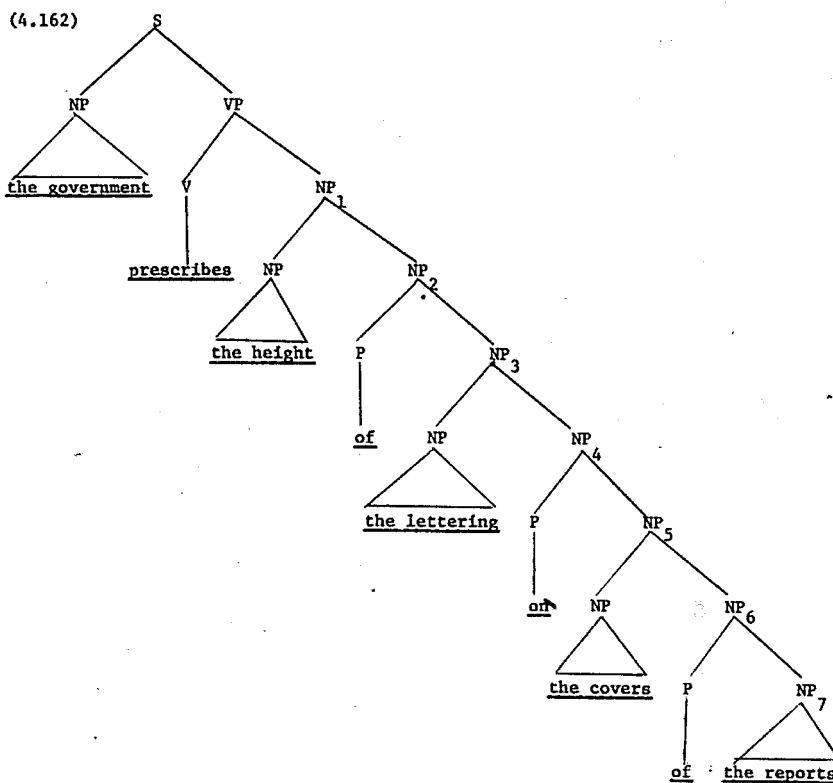 (4.162) S
NP VP
the government V NP1
prescribes NP NP2
the height P NP3
of NP NP4
the lettering P NP5
on NP NP6
the covers P NP7
of the reports